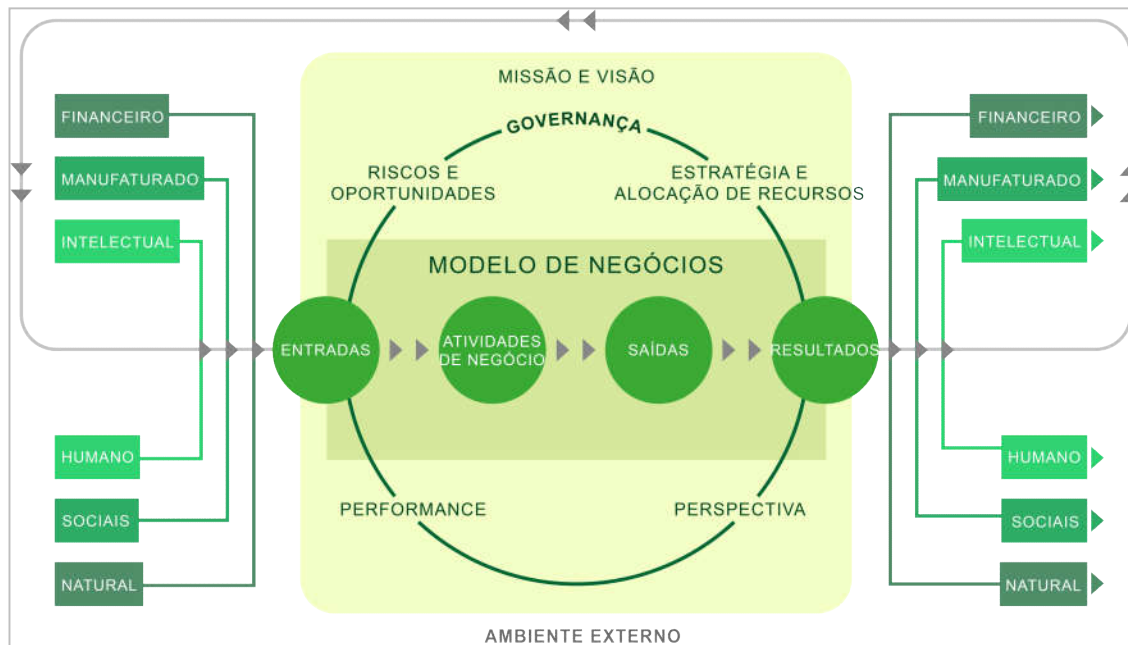 MISSÃO E VISÃO
GOVERNANÇA
FINANCEIRO
MANUFATURADO
INTELECTUAL
HUMANO
SOCIAIS
NATURAL
RISCOS E
OPORTUNIDADES
ESTRATÉGIA E
ALOCAÇÃO DE RECURSOS
MODELO DE NEGÓCIOS
ENTRADAS
ATIVIDADES
DE NEGÓCIO
SAÍDAS
RESULTADOS
PERFORMANCE
PERSPECTIVA
FINANCEIRO
MANUFATURADO
INTELECTUAL
HUMANO
SOCIAIS
NATURAL
AMBIENTE EXTERNO